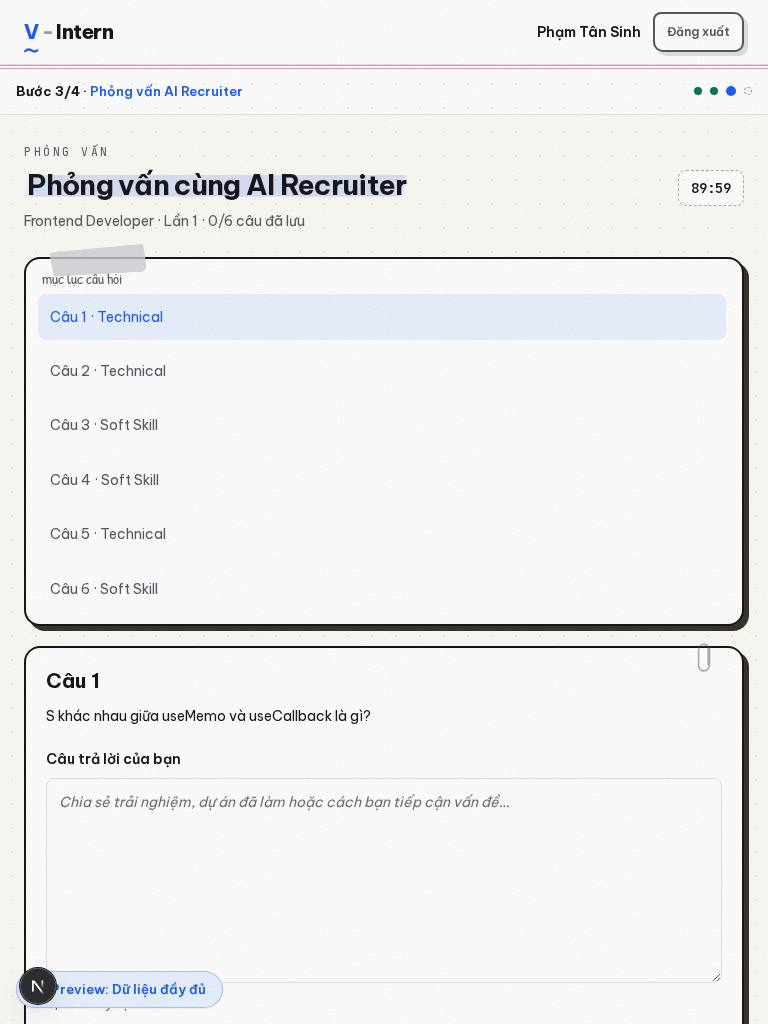 V - Intern
Phạm Tân Sinh
Đăng xuất
Bước 3/4 · Phỏng vấn AI Recruiter
PHỎNG VẤN
Phỏng vấn cùng AI Recruiter
89:59
Frontend Developer · Lần 1 · 0/6 câu đã lưu
mục lục câu hỏi
Câu 1 · Technical
Câu 2 · Technical
Câu 3 · Soft Skill
Câu 4 · Soft Skill
Câu 5 · Technical
Câu 6 · Soft Skill
Câu 1
S khác nhau giữa useMemo và useCallback là gì?
Câu trả lời của bạn
Chia sẻ trải nghiệm, dự án đã làm hoặc cách bạn tiếp cận vấn đề...
N
Preview: Dữ liệu đầy đủ